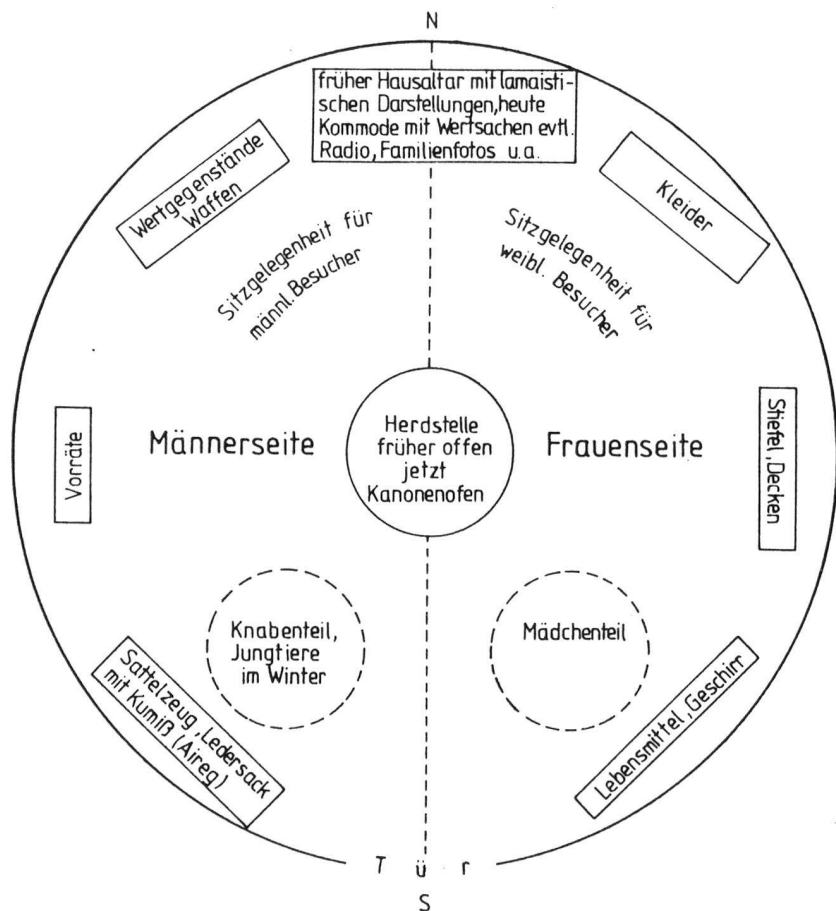 N
früher Hausaltar mit lamaisti-
schen Darstellungen, heute
Kommode mit Wertsachen evtl.
Radio, Familienfotos u.a.
Wertgegenstände
Waffen
Kleider
Sitzgelegenheit für
männl. Besucher
Sitzgelegenheit für
weibl. Besucher
Vorräte
Männerseite
Herdstelle
früher offen
jetzt
Kanonenofen
Frauenseite
Stiefel, Decken
Knabenteil,
Jungtiere
im Winter
Mädchenteil
Sattelzeug, Ledersack
mit Kumiß (Aireg)
Lebensmittel, Geschirr
Tür
S